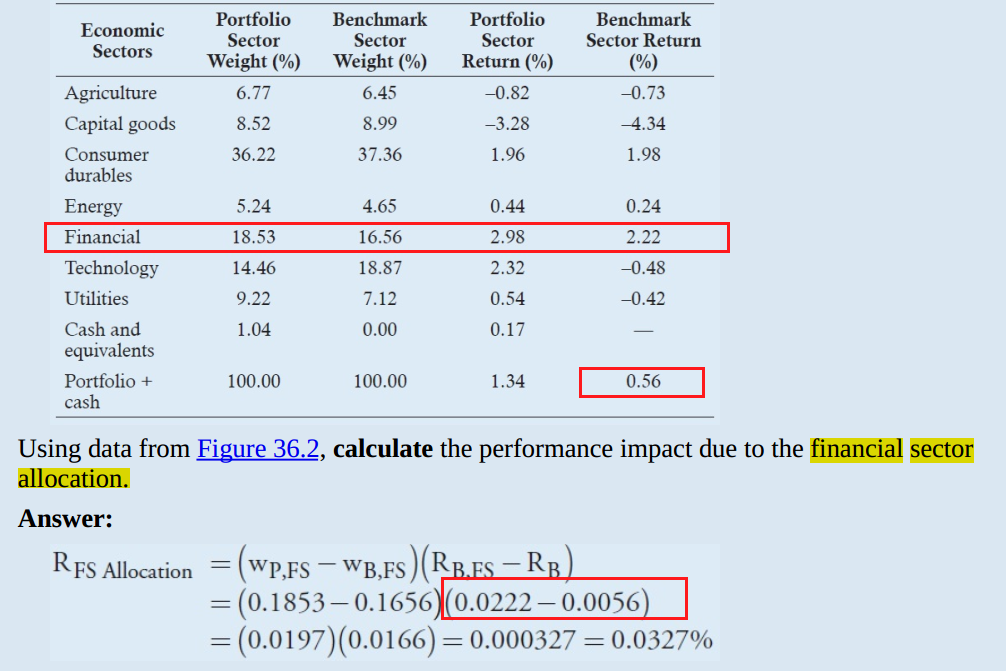 Economic Sectors Portfolio Sector Weight (%) Benchmark Sector Weight (%) Portfolio Sector Return (%) Benchmark Sector Return (%)
Agriculture 6.77 6.45 –0.82 –0.73
Capital goods 8.52 8.99 –3.28 –4.34
Consumer durables 36.22 37.36 1.96 1.98
Energy 5.24 4.65 0.44 0.24
Financial 18.53 16.56 2.98 2.22
Technology 14.46 18.87 2.32 –0.48
Utilities 9.22 7.12 0.54 –0.42
Cash and equivalents 1.04 0.00 0.17 —
Portfolio + cash 100.00 100.00 1.34 0.56
Using data from Figure 36.2, calculate the performance impact due to the financial sector
allocation.
Answer:
R_FS Allocation = (w_P,FS − w_B,FS)(R_B,FS − R_B)
= (0.1853 − 0.1656)(0.0222 − 0.0056)
= (0.0197)(0.0166) = 0.000327 = 0.0327%